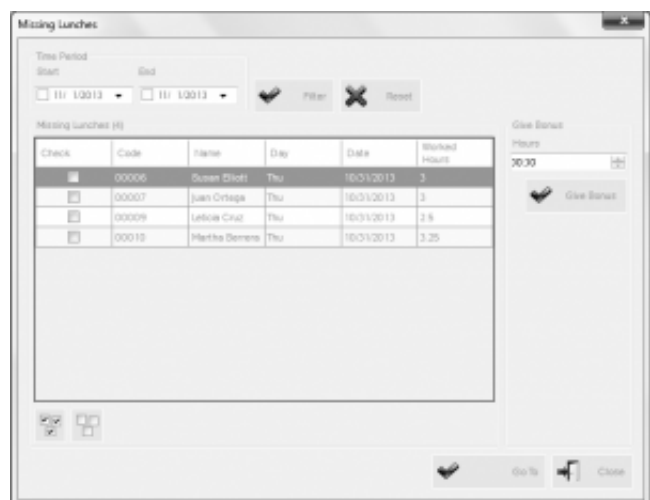 Missing Lunches
x
Time Period
Start End
11/ 1/2013 11/ 1/2013 Filter Reset
Missing Lunches (4) Give Bonus
Check Code Name Day Date Worked Hours
Hours
00006 Susan Elliott Thu 10/31/2013 3
00:30
00007 Juan Ortega Thu 10/31/2013 3
Give Bonus
00009 Leticia Cruz Thu 10/31/2013 2.5
00010 Martha Berrens Thu 10/31/2013 3.25
Go To Close